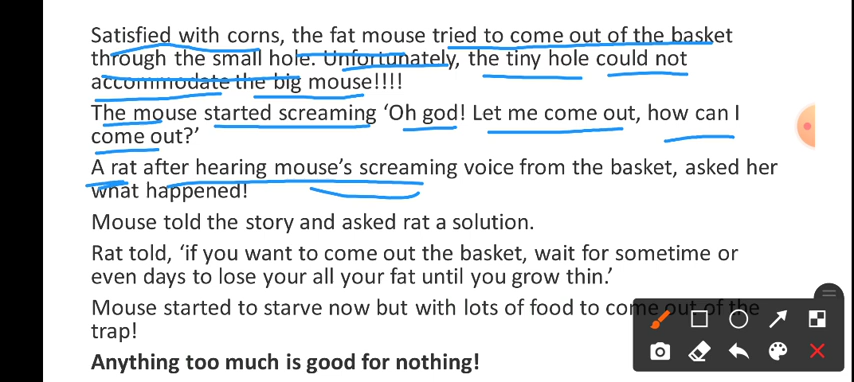 Satisfied with corns, the fat mouse tried to come out of the basket
through the small hole. Unfortunately, the tiny hole could not
accommodate the big mouse!!!!
The mouse started screaming ‘Oh god! Let me come out, how can I
come out?’
A rat after hearing mouse’s screaming voice from the basket, asked her
what happened!
Mouse told the story and asked rat a solution.
Rat told, ‘if you want to come out the basket, wait for sometime or
even days to lose your all your fat until you grow thin.’
Mouse started to starve now but with lots of food to come out of the
trap!
Anything too much is good for nothing!